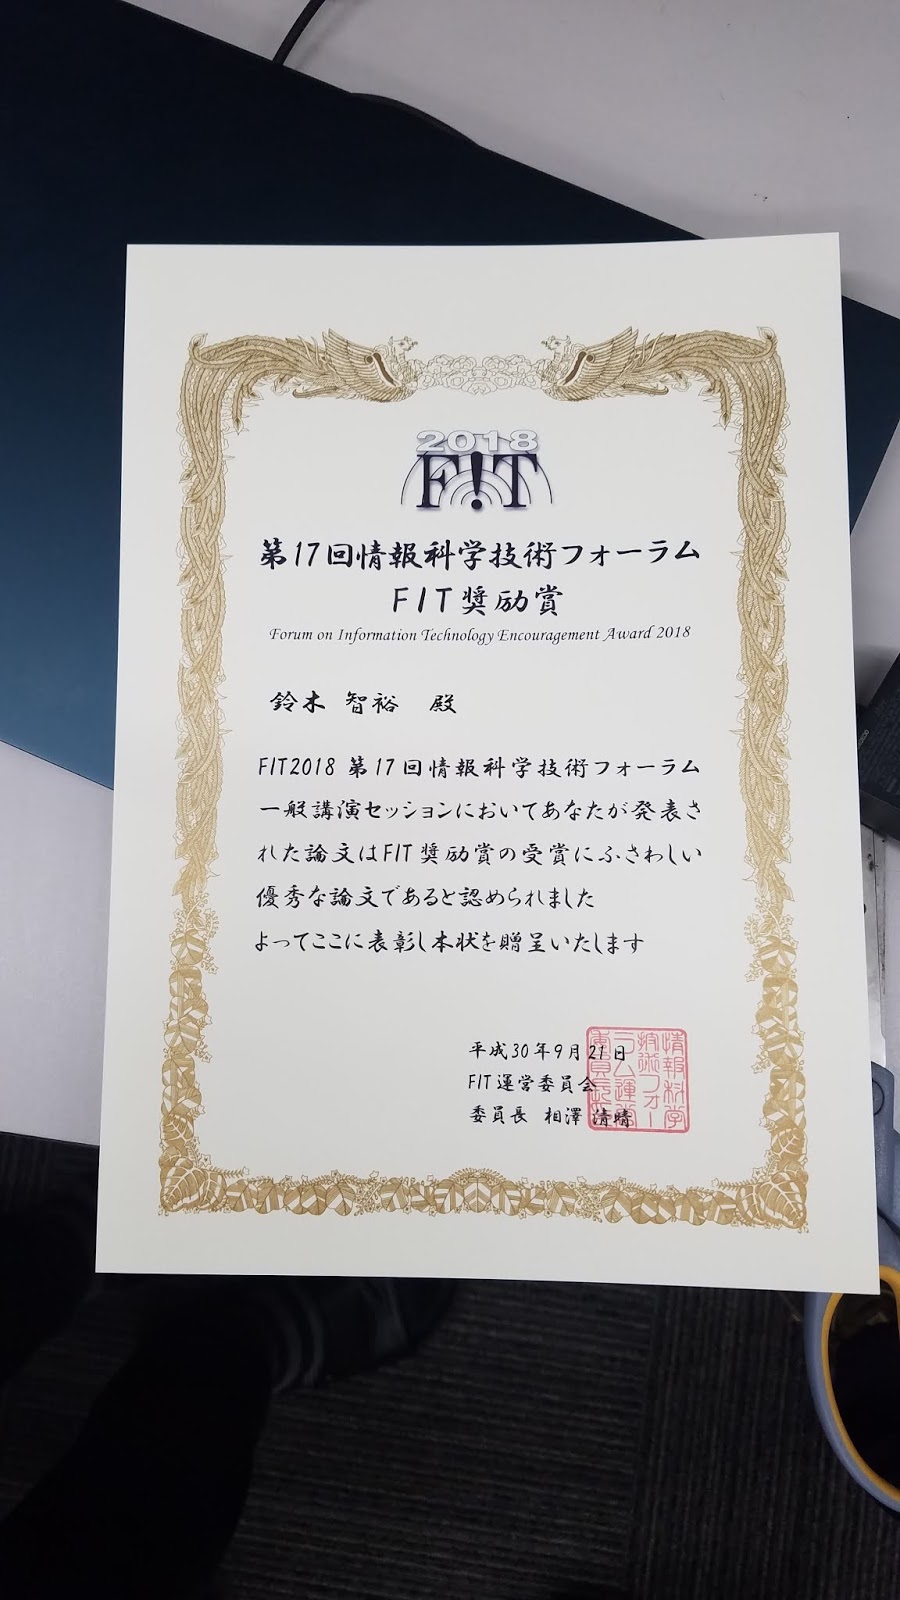 2018
F!T
第17回情報科学技術フォーラム
FIT奨励賞
Forum on Information Technology Encouragement Award 2018
鈴木 智裕 殿
FIT2018 第17回情報科学技術フォーラム
一般講演セッションにおいてあなたが発表さ
れた論文はFIT奨励賞の受賞にふさわしい
優秀な論文であると認められました
よってここに表彰し本状を贈呈いたします
平成30年9月21日
FIT運営委員会
委員長 相澤 清晴
情報科学
技術フォー
ラム運営
委員長